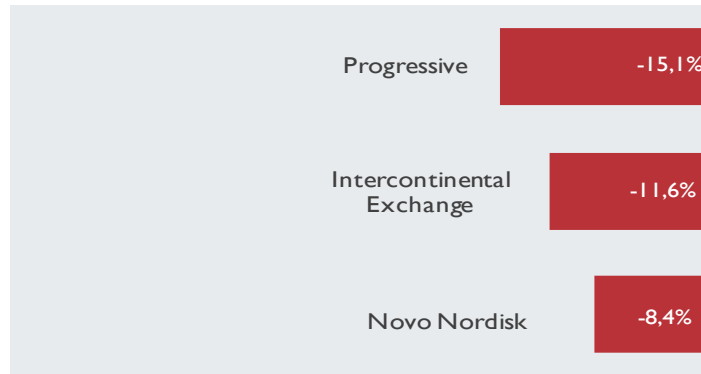 Progressive
-15,1%
Intercontinental
Exchange
-11,6%
Novo Nordisk
-8,4%